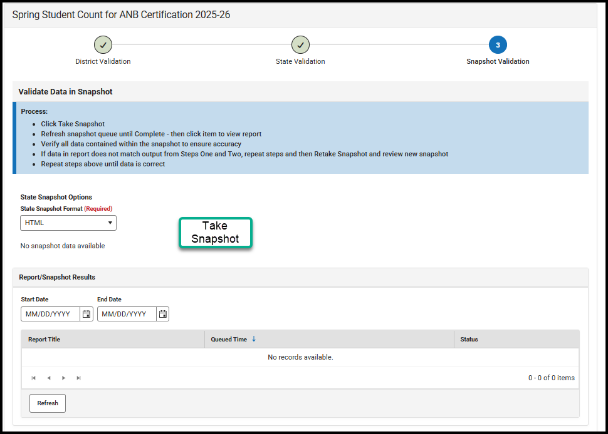 Spring Student Count for ANB Certification 2025-26
3
District Validation
State Validation
Snapshot Validation
Validate Data in Snapshot
Process:
Click Take Snapshot
Refresh snapshot queue until Complete - then click item to view report
Verify all data contained within the snapshot to ensure accuracy
If data in report does not match output from Steps One and Two, repeat steps and then Retake Snapshot and review new snapshot
Repeat steps above until data is correct
State Snapshot Options
State Snapshot Format (Required)
HTML
No snapshot data available
Take
Snapshot
Report/Snapshot Results
Start Date
End Date
MM/DD/YYYY
MM/DD/YYYY
Report Title
Queued Time
Status
No records available.
0 - 0 of 0 items
Refresh